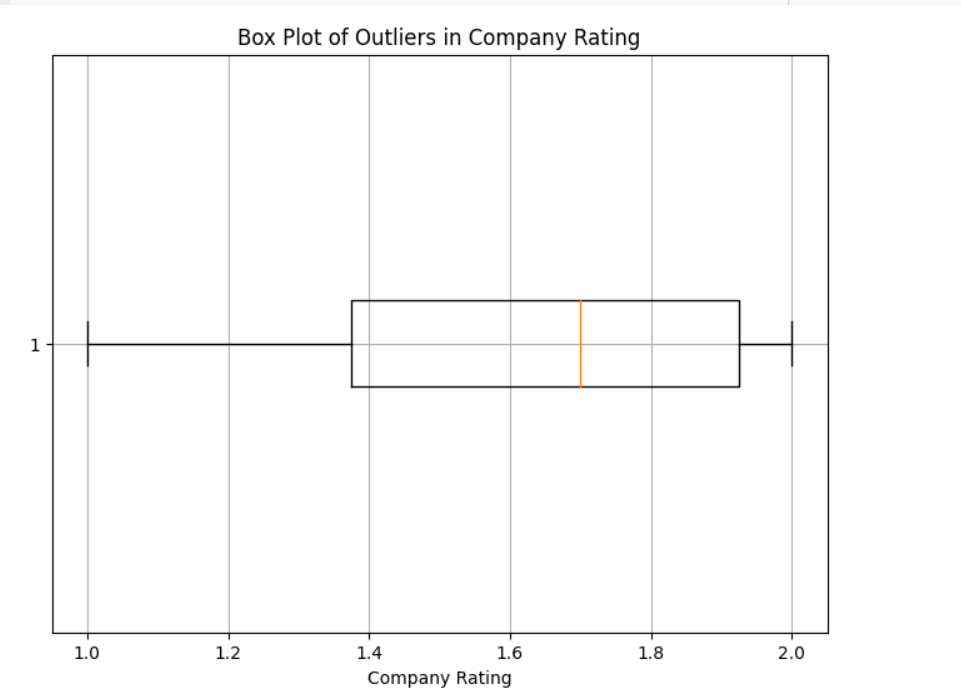 Box Plot of Outliers in Company Rating
1
1.0 1.2 1.4 1.6 1.8 2.0
Company Rating